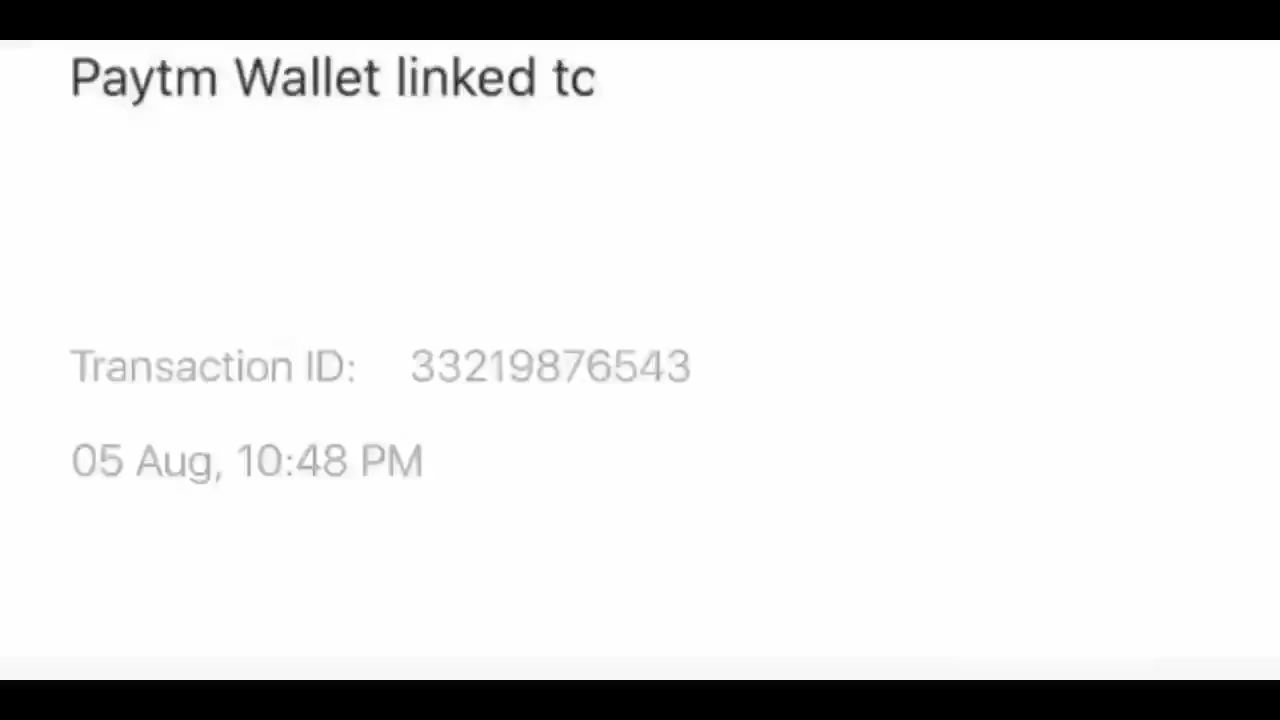 Paytm Wallet linked tc
Transaction ID: 33219876543
05 Aug, 10:48 PM